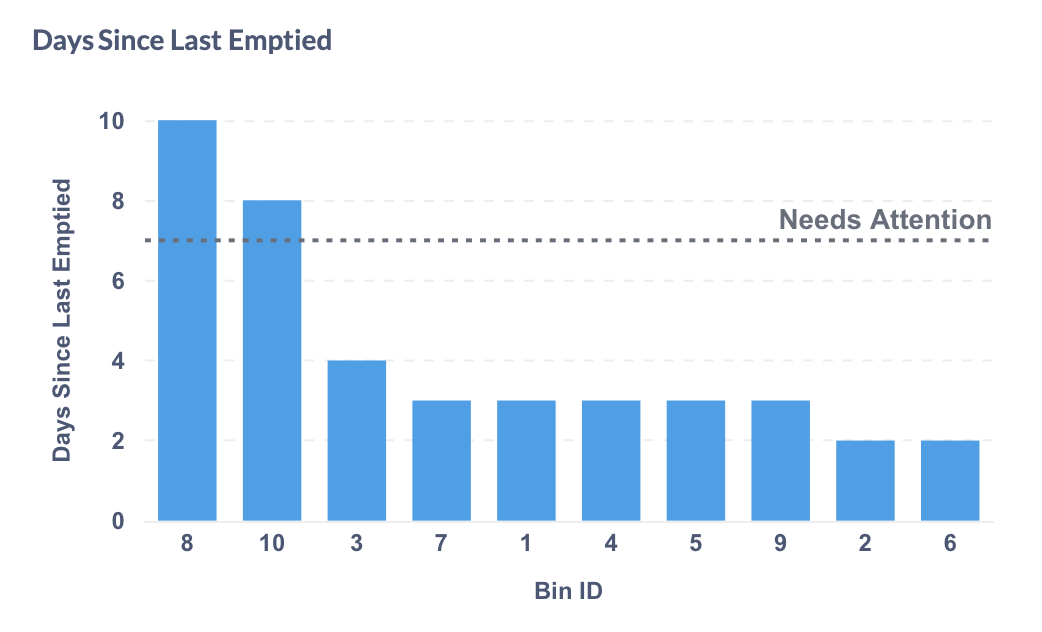 Days Since Last Emptied
Days Since Last Emptied
10
8
6
4
2
0
Needs Attention
8 10 3 7 1 4 5 9 2 6
Bin ID